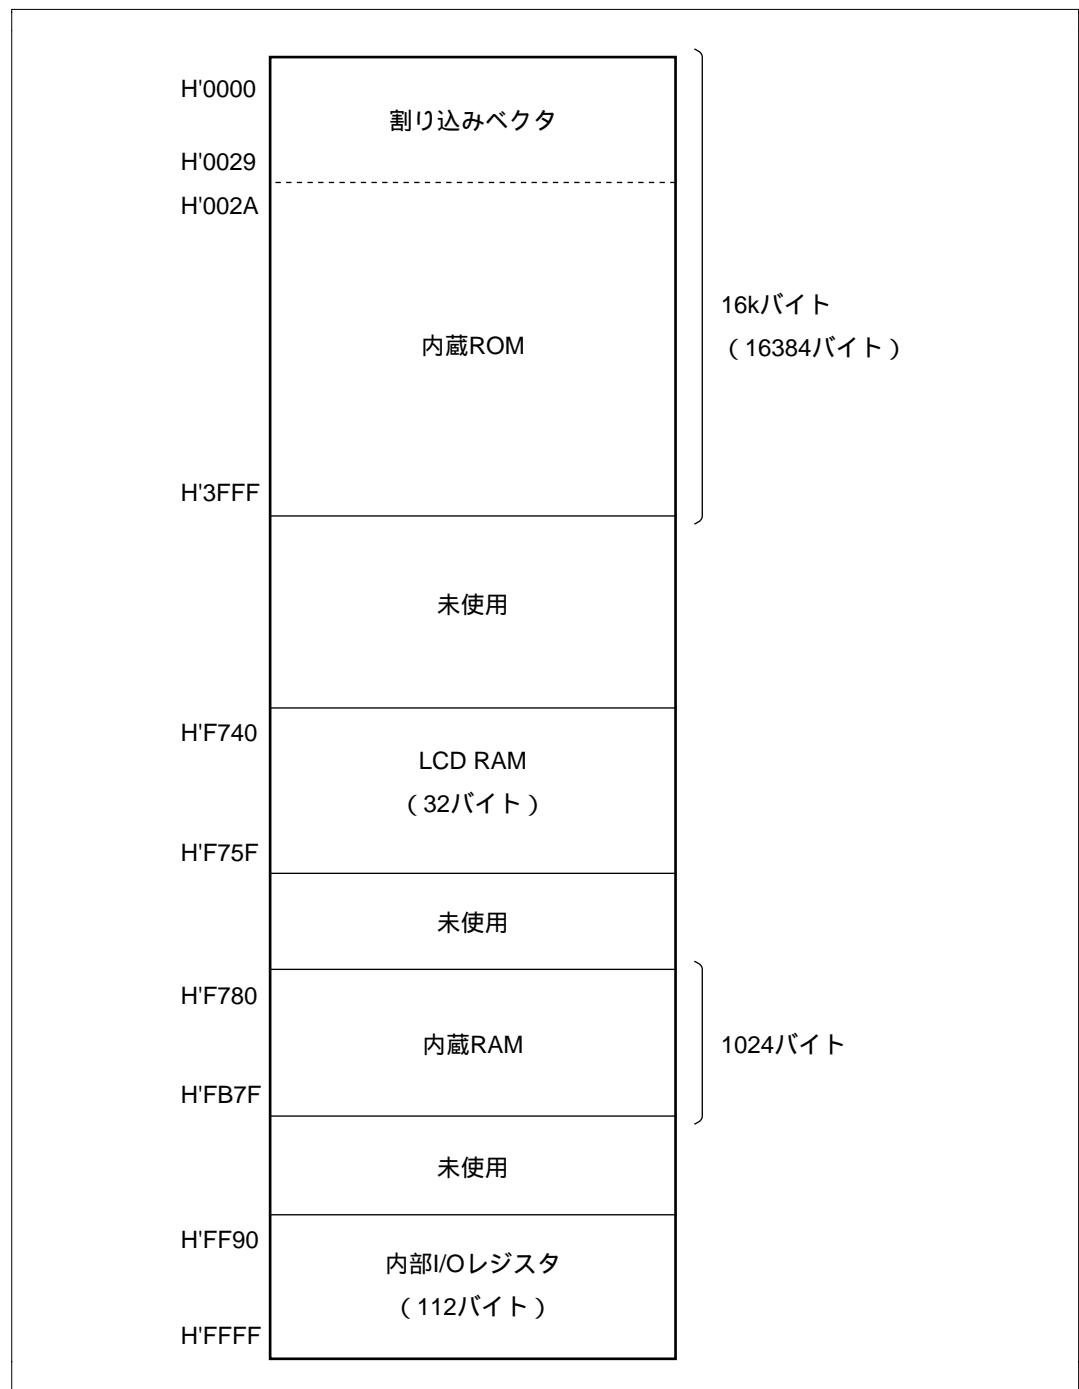 H'0000
割り込みベクタ
H'0029
H'002A
16kバイト
内蔵ROM
（16384バイト）
H'3FFF
未使用
H'F740
LCD RAM
（32バイト）
H'F75F
未使用
H'F780
内蔵RAM
1024バイト
H'FB7F
未使用
H'FF90
内部I/Oレジスタ
（112バイト）
H'FFFF